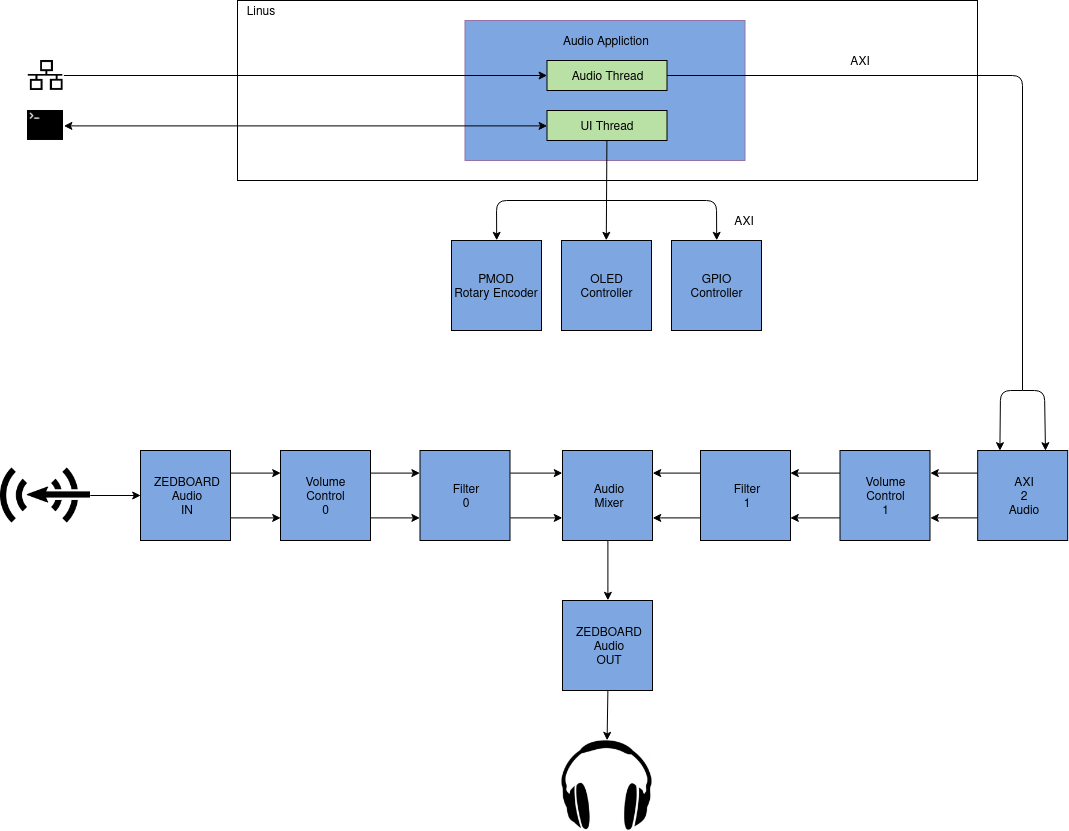 Linus
Audio Appliction
Audio Thread
AXI
>_
UI Thread
AXI
PMOD
Rotary Encoder
OLED
Controller
GPIO
Controller
ZEDBOARD
Audio
IN
Volume
Control
0
Filter
0
Audio
Mixer
Filter
1
Volume
Control
1
AXI
2
Audio
ZEDBOARD
Audio
OUT